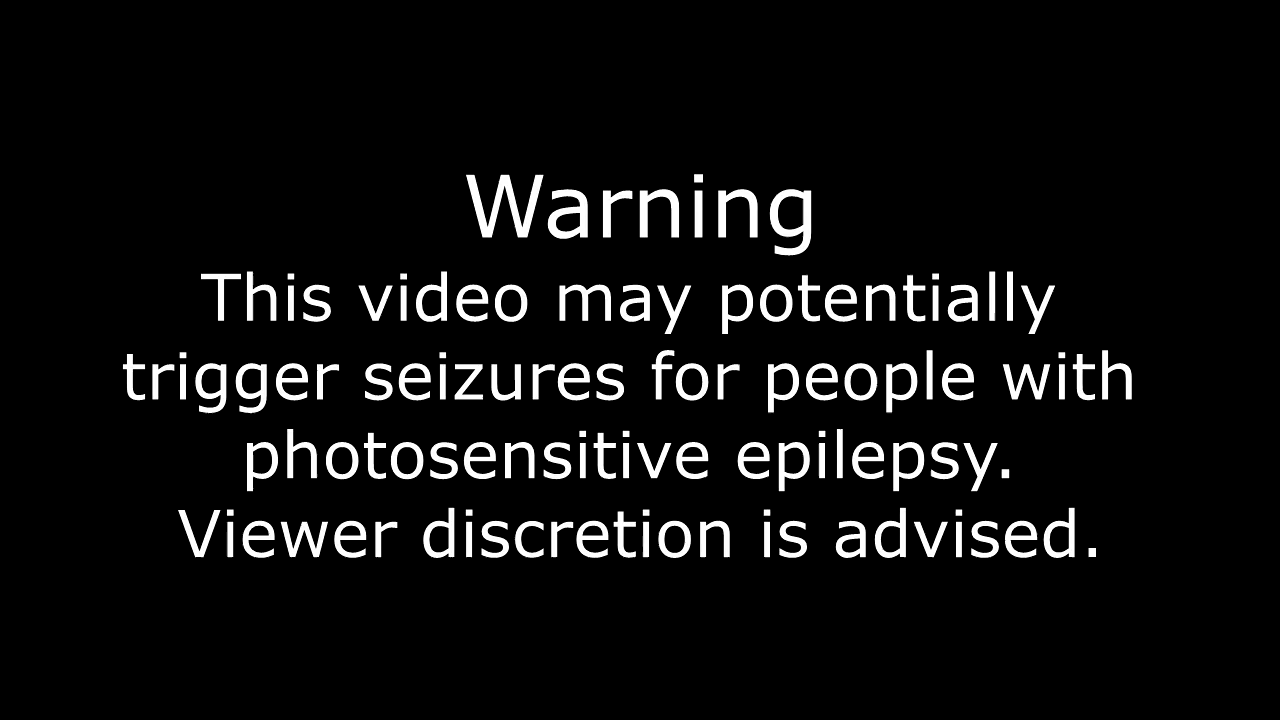 Warning
This video may potentially
trigger seizures for people with
photosensitive epilepsy.
Viewer discretion is advised.